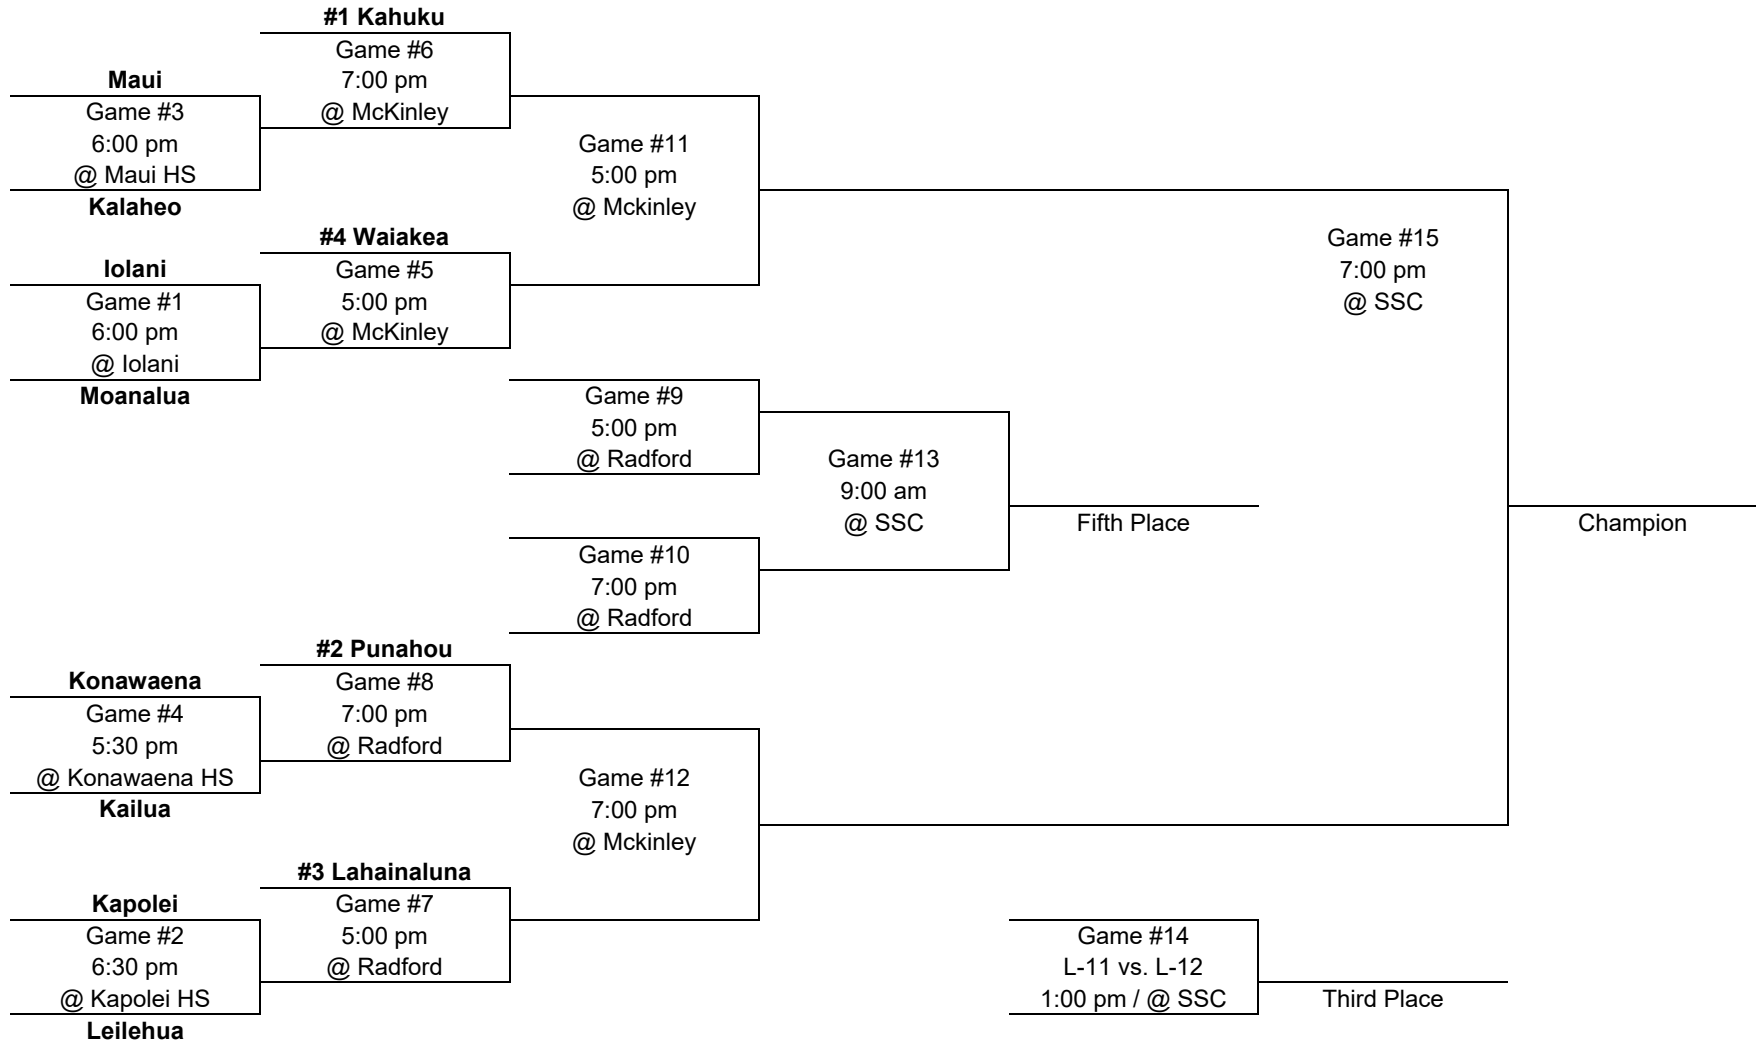 #1 Kahuku
Game #6
7:00 pm
@ McKinley
Maui
Game #3
6:00 pm
@ Maui HS
Kalaheo
Game #11
5:00 pm
@ Mckinley
#4 Waiakea
Game #5
5:00 pm
@ McKinley
Iolani
Game #1
6:00 pm
@ Iolani
Moanalua
Game #15
7:00 pm
@ SSC
Game #9
5:00 pm
@ Radford
Game #13
9:00 am
@ SSC
Fifth Place
Champion
Game #10
7:00 pm
@ Radford
#2 Punahou
Game #8
7:00 pm
@ Radford
Konawaena
Game #4
5:30 pm
@ Konawaena HS
Kailua
Game #12
7:00 pm
@ Mckinley
#3 Lahainaluna
Game #7
5:00 pm
@ Radford
Kapolei
Game #2
6:30 pm
@ Kapolei HS
Leilehua
Game #14
L-11 vs. L-12
1:00 pm / @ SSC
Third Place